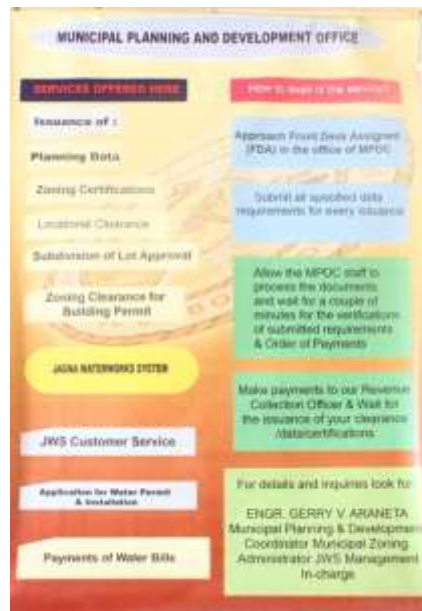 MUNICIPAL PLANNING AND DEVELOPMENT OFFICE
SERVICES OFFERED HERE
Issuance of :
Planning Data
Zoning Certifications
Locational Clearance
Subdivision of Lot Approval
Zoning Clearance for
Building Permit
JAGNA WATERWORKS SYSTEM
JWS Customer Service
Application for Water Permit
& Installation
Payments of Water Bills
How to avail of the service?
Approach Front Desk Assigned
(FDA) in the office of MPDC
Submit all specified data
requirements for every issuance
Allow the MPDC staff to
process the documents
and wait for a couple of
minutes for the verifications
of submitted requirements
& Order of Payments
Make payments to our Revenue
Collection Officer & Wait for
the issuance of your clearance
/data/certifications
For details and inquiries look for
ENGR. GERRY V. ARANETA
Municipal Planning & Development
Coordinator Municipal Zoning
Administrator JWS Management
In-charge